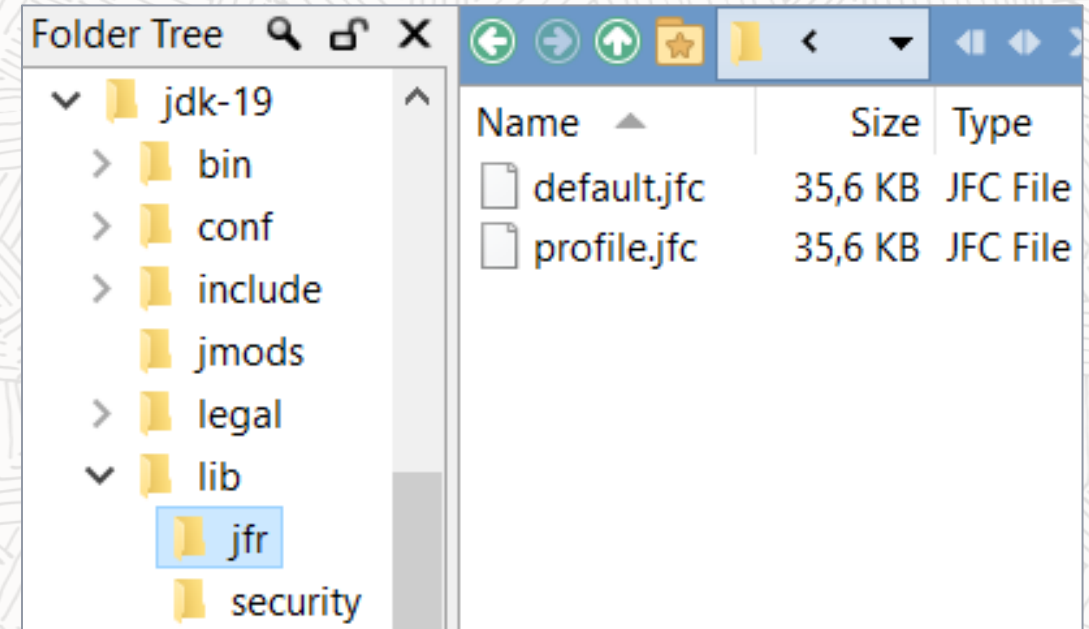 Folder Tree
jdk-19
bin
conf
include
jmods
legal
lib
jfr
security
Name Size Type
default.jfc 35,6 KB JFC File
profile.jfc 35,6 KB JFC File